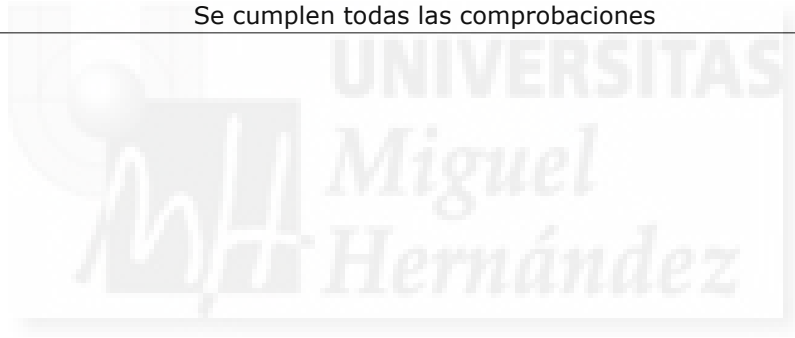 Se cumplen todas las comprobaciones
UNIVERSITAS
Miguel
Hernández